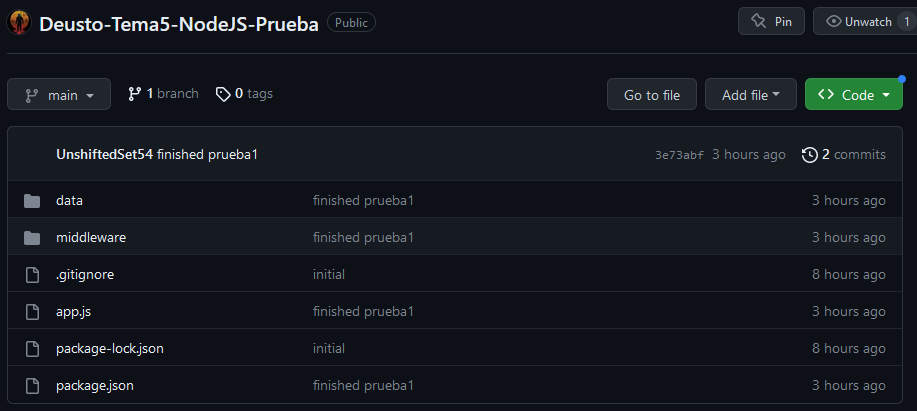 Deusto-Tema5-NodeJS-Prueba Public Pin Unwatch 1
main 1 branch 0 tags Go to file Add file Code
UnshiftedSet54 finished prueba1 3e73abf 3 hours ago 2 commits
data finished prueba1 3 hours ago
middleware finished prueba1 3 hours ago
.gitignore initial 8 hours ago
app.js finished prueba1 3 hours ago
package-lock.json initial 8 hours ago
package.json finished prueba1 3 hours ago